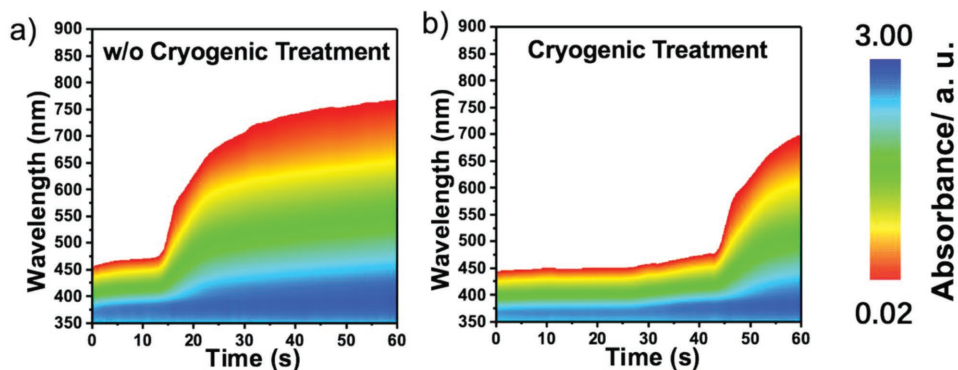 a)
w/o Cryogenic Treatment
900
850
800
750
700
650
600
550
500
450
400
350
Wavelength (nm)
0 10 20 30 40 50 60
Time (s)
b)
Cryogenic Treatment
900
850
800
750
700
650
600
550
500
450
400
350
Wavelength (nm)
0 10 20 30 40 50 60
Time (s)
3.00
0.02
Absorbance/ a. u.